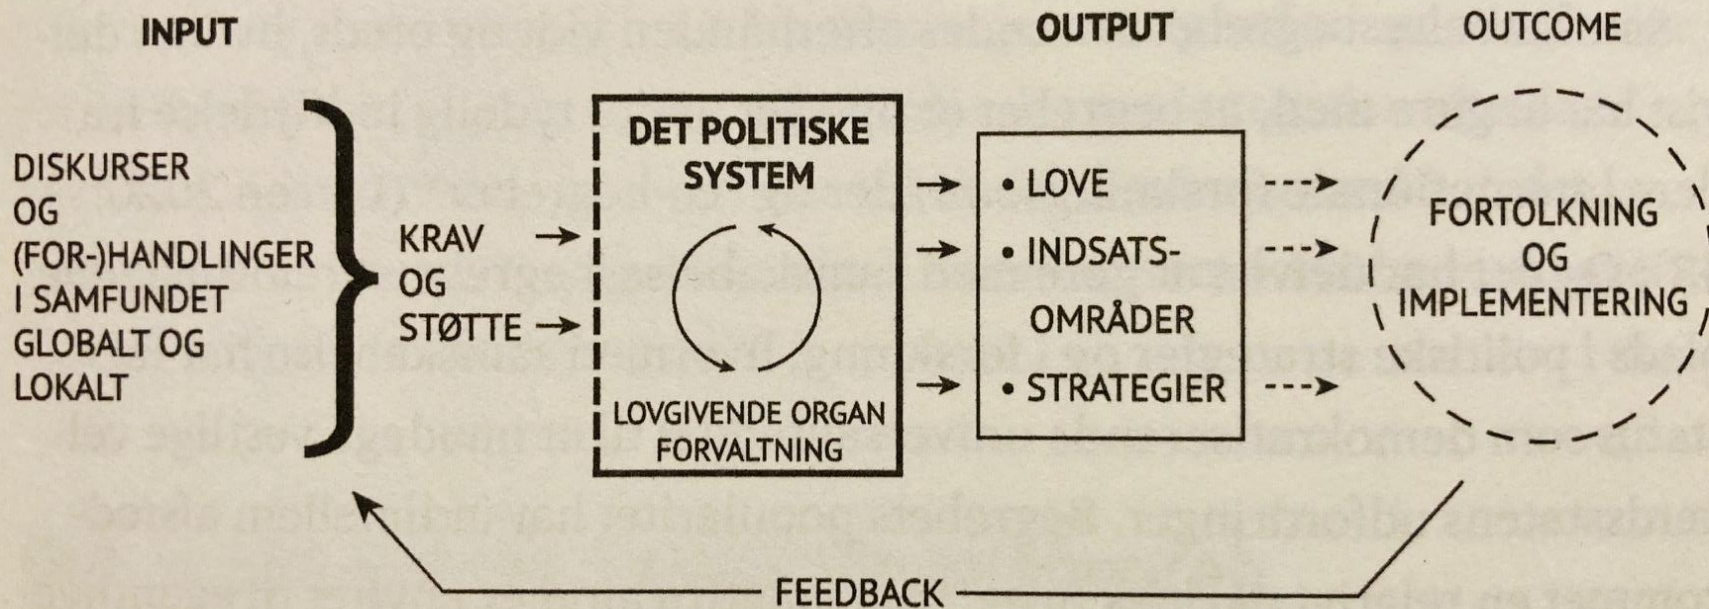 INPUT
OUTPUT
OUTCOME
DISKURSER
OG
(FOR-)HANDLINGER
I SAMFUNDET
GLOBALT OG
LOKALT
KRAV
OG
STØTTE
DET POLITISKE
SYSTEM
LOVGIVENDE ORGAN
FORVALTNING
• LOVE
• INDSATS-
OMRÅDER
• STRATEGIER
FORTOLKNING
OG
IMPLEMENTERING
FEEDBACK